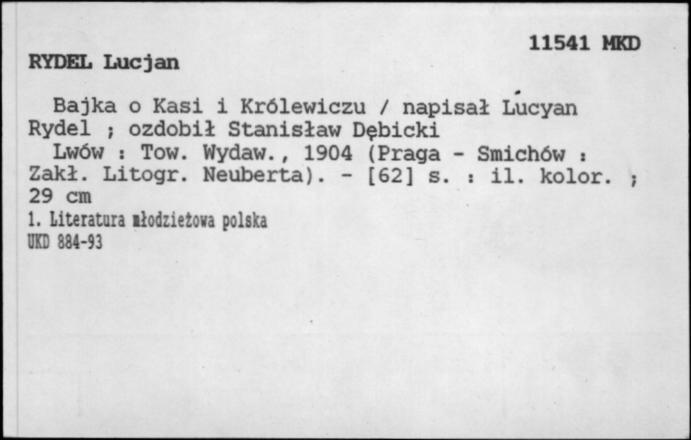 11541 MKD
RYDEL Lucjan
Bajka o Kasi i Królewiczu / napisał Lucyan
Rydel ; ozdobił Stanisław Dębicki
Lwów : Tow. Wydaw., 1904 (Praga - Smichów :
Zakł. Litogr. Neuberta). - [62] s. : il. kolor. ;
29 cm
1. Literatura młodzieżowa polska
UKD 884-93